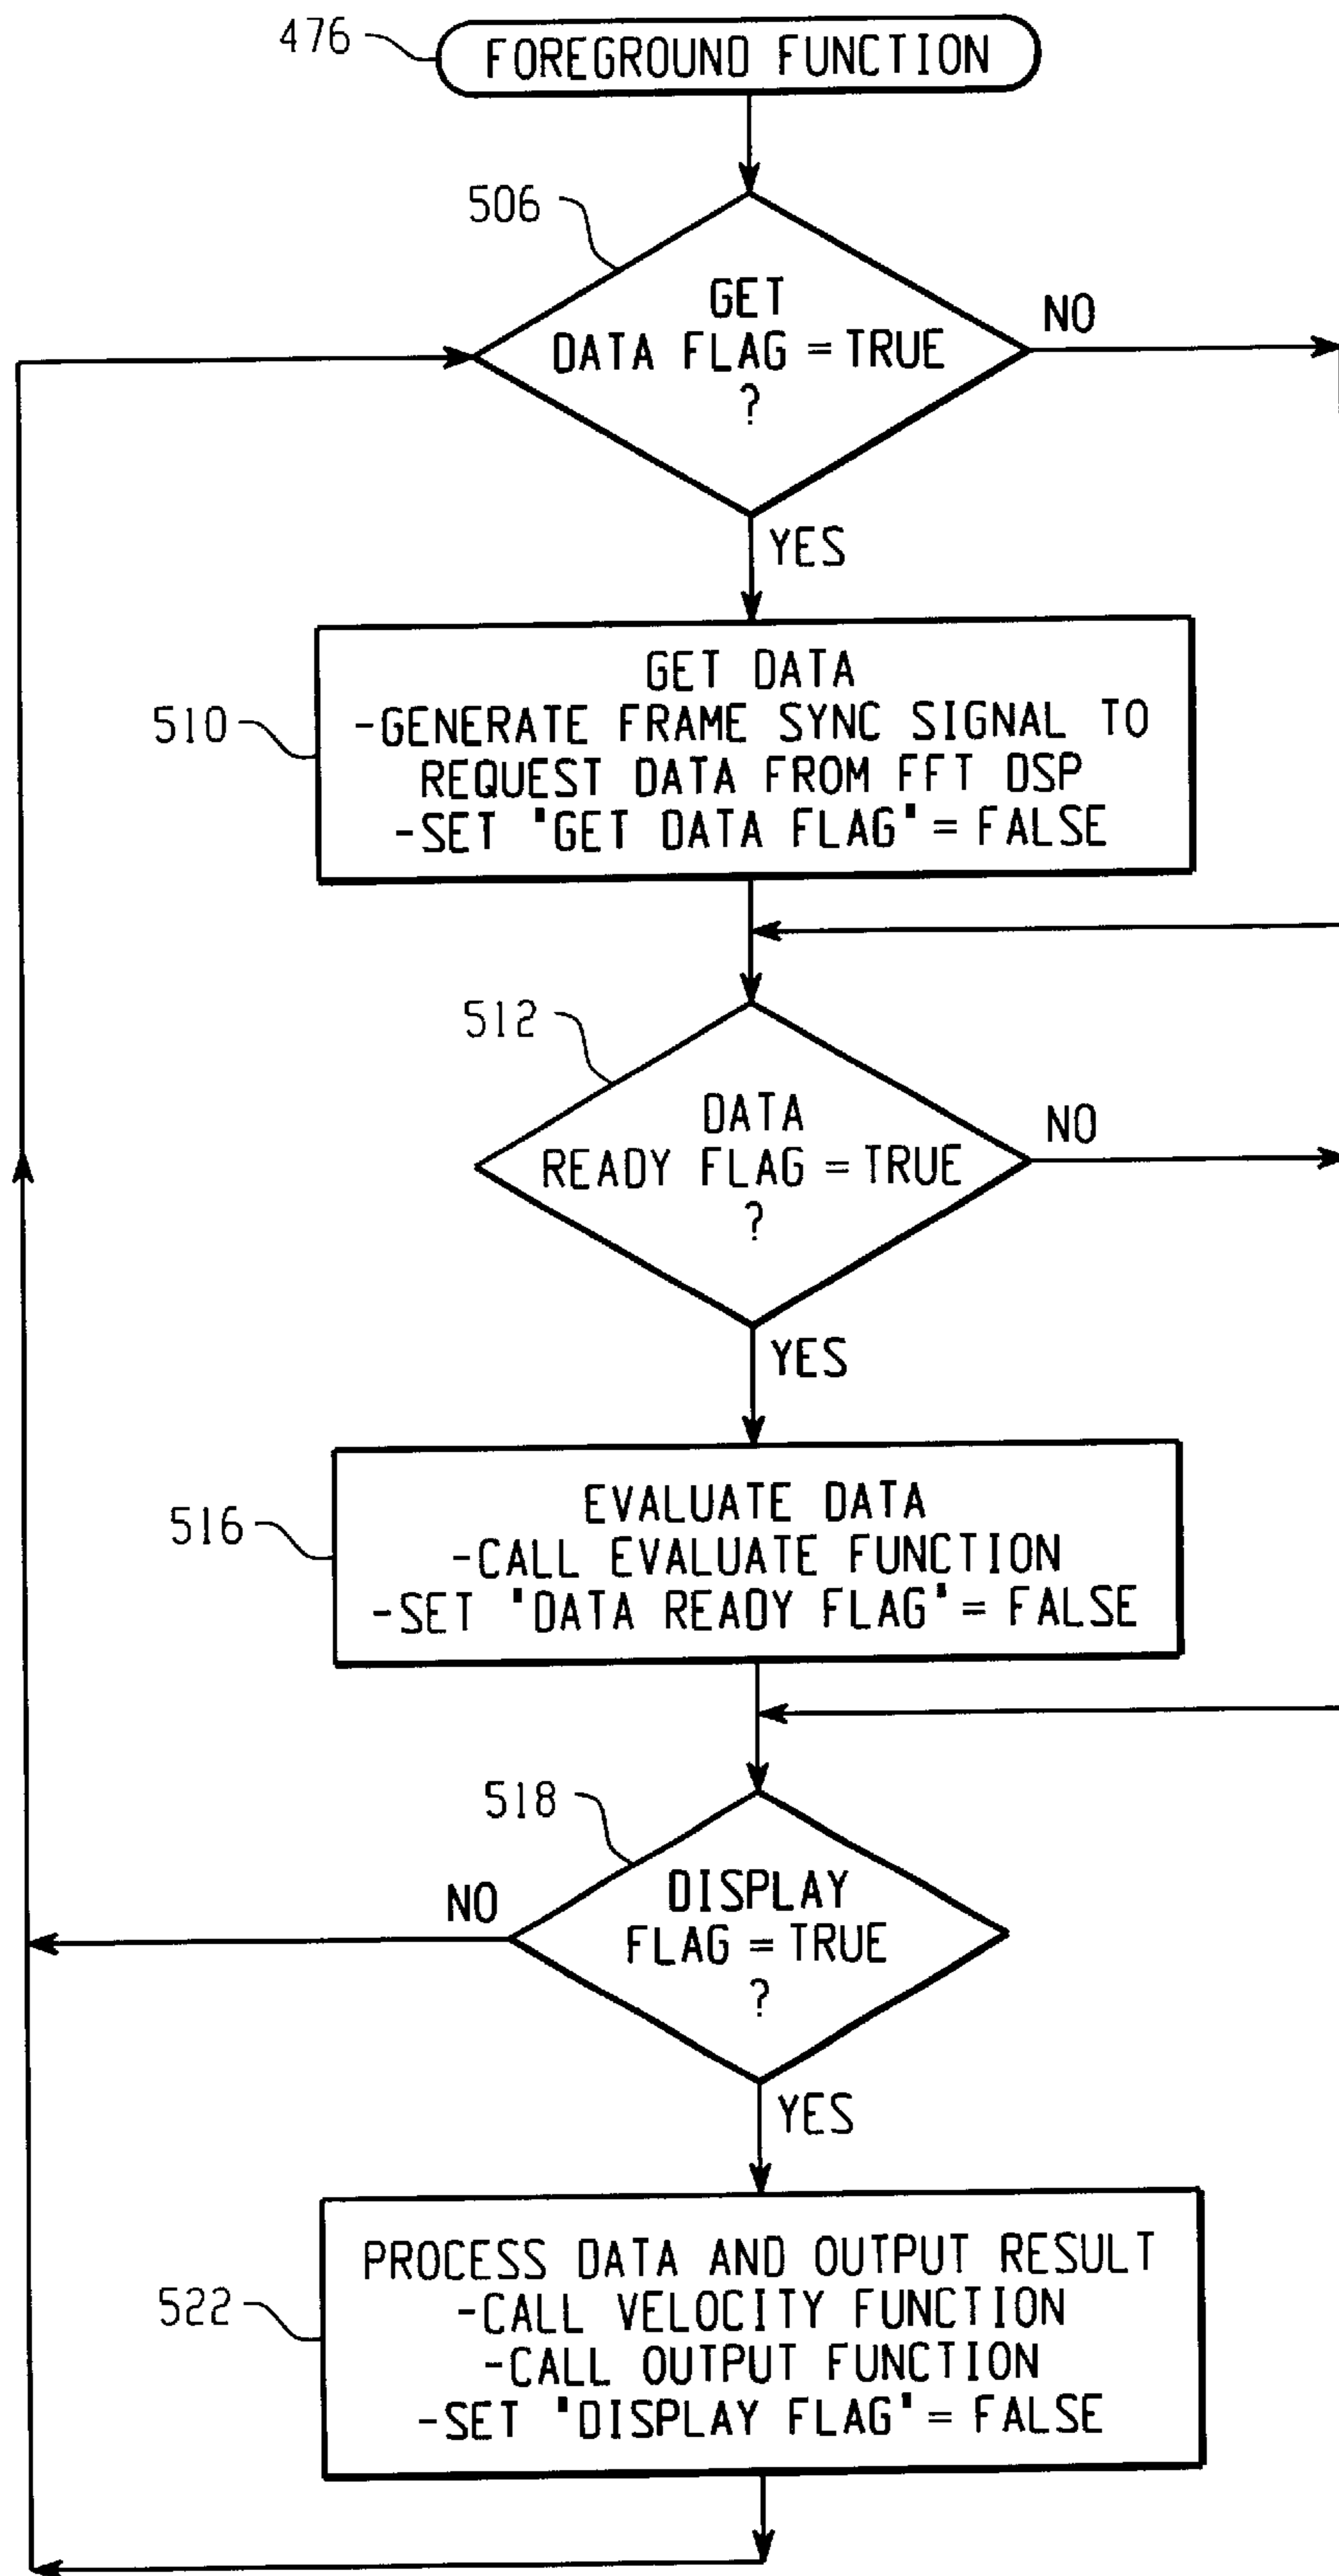 476
FOREGROUND FUNCTION
506
GET
DATA FLAG = TRUE
?
NO
YES
510
GET DATA
-GENERATE FRAME SYNC SIGNAL TO
REQUEST DATA FROM FFT DSP
-SET "GET DATA FLAG" = FALSE
512
DATA
READY FLAG = TRUE
?
NO
YES
516
EVALUATE DATA
-CALL EVALUATE FUNCTION
-SET "DATA READY FLAG" = FALSE
518
DISPLAY
FLAG = TRUE
?
NO
YES
522
PROCESS DATA AND OUTPUT RESULT
-CALL VELOCITY FUNCTION
-CALL OUTPUT FUNCTION
-SET "DISPLAY FLAG" = FALSE